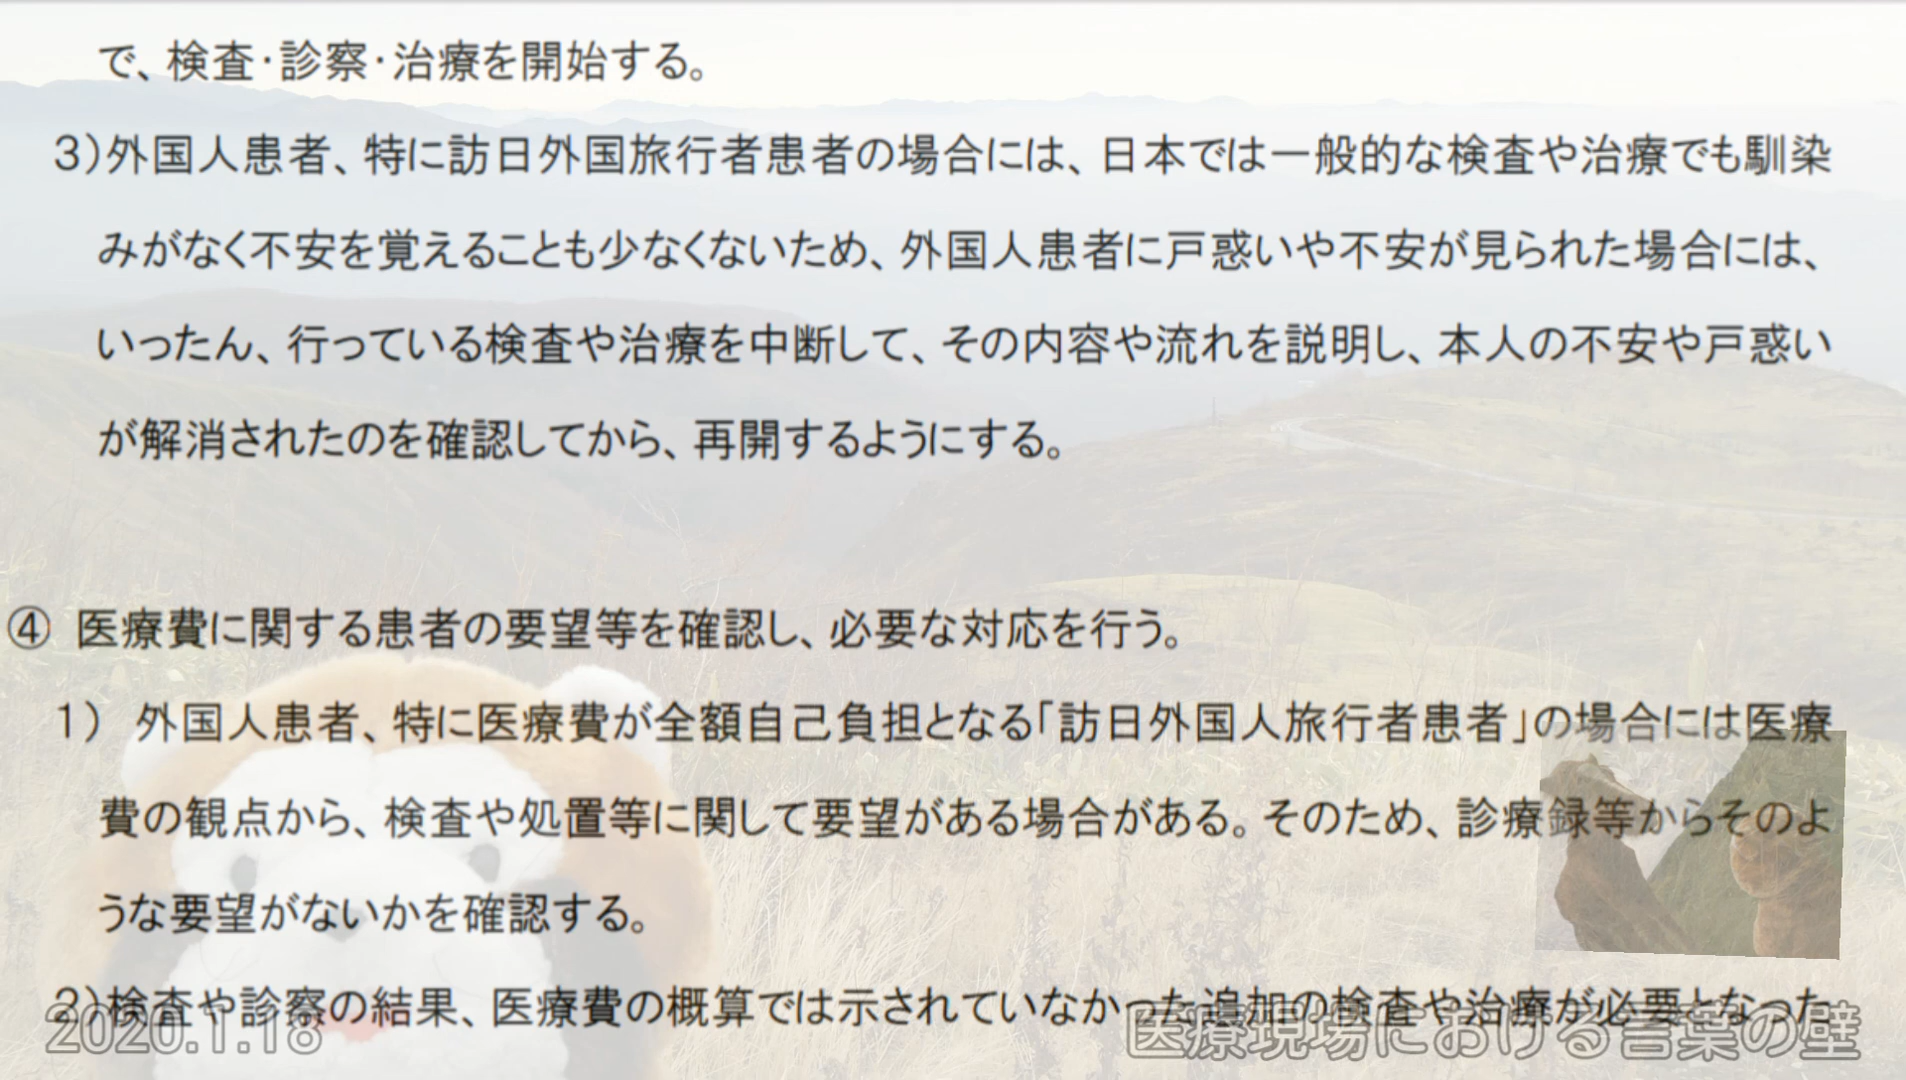 で、検査・診察・治療を開始する。
3)外国人患者、特に訪日外国旅行者患者の場合には、日本では一般的な検査や治療でも馴染
みがなく不安を覚えることも少なくないため、外国人患者に戸惑いや不安が見られた場合には、
いったん、行っている検査や治療を中断して、その内容や流れを説明し、本人の不安や戸惑い
が解消されたのを確認してから、再開するようにする。
④ 医療費に関する患者の要望等を確認し、必要な対応を行う。
1) 外国人患者、特に医療費が全額自己負担となる「訪日外国人旅行者患者」の場合には医療
費の観点から、検査や処置等に関して要望がある場合がある。そのため、診療録等からそのよ
うな要望がないかを確認する。
2)検査や診察の結果、医療費の概算では示されていなかった追加の検査や治療が必要となった
2020.1.18
医療現場における言葉の壁